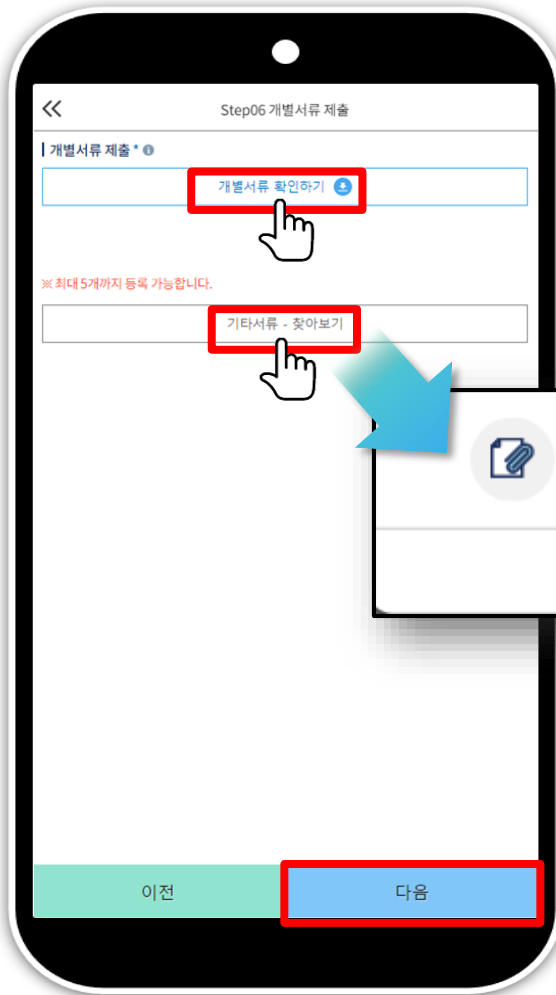 Step06 개별서류 제출
개별서류 제출 *
개별서류 확인하기
※ 최대 5개까지 등록 가능합니다.
기타서류 - 찾아보기
이전
다음